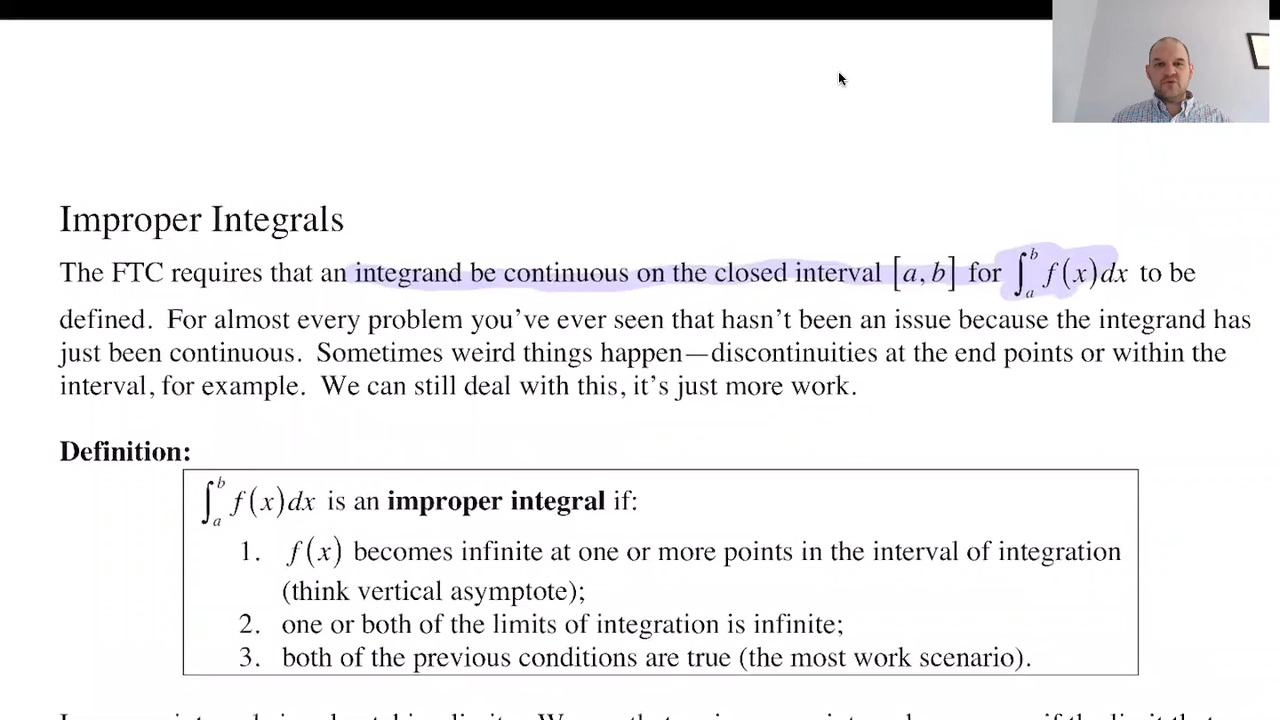 Improper Integrals
The FTC requires that an integrand be continuous on the closed interval [a, b] for ∫_a^b f(x)dx to be
defined. For almost every problem you've ever seen that hasn't been an issue because the integrand has
just been continuous. Sometimes weird things happen—discontinuities at the end points or within the
interval, for example. We can still deal with this, it's just more work.
Definition:
∫_a^b f(x)dx is an improper integral if:
1. f(x) becomes infinite at one or more points in the interval of integration
(think vertical asymptote);
2. one or both of the limits of integration is infinite;
3. both of the previous conditions are true (the most work scenario).